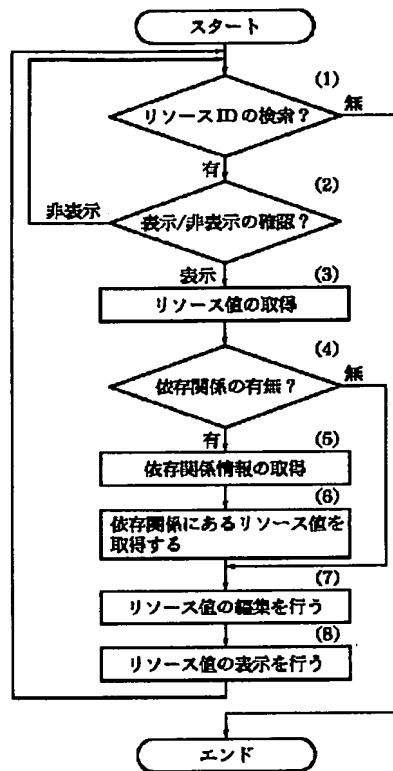 スタート
(1)
リソースIDの検索?
無
有
(2)
非表示
表示/非表示の確認?
表示
(3)
リソース値の取得
(4)
依存関係の有無?
無
有
(5)
依存関係情報の取得
(6)
依存関係にあるリソース値を
取得する
(7)
リソース値の編集を行う
(8)
リソース値の表示を行う
エンド